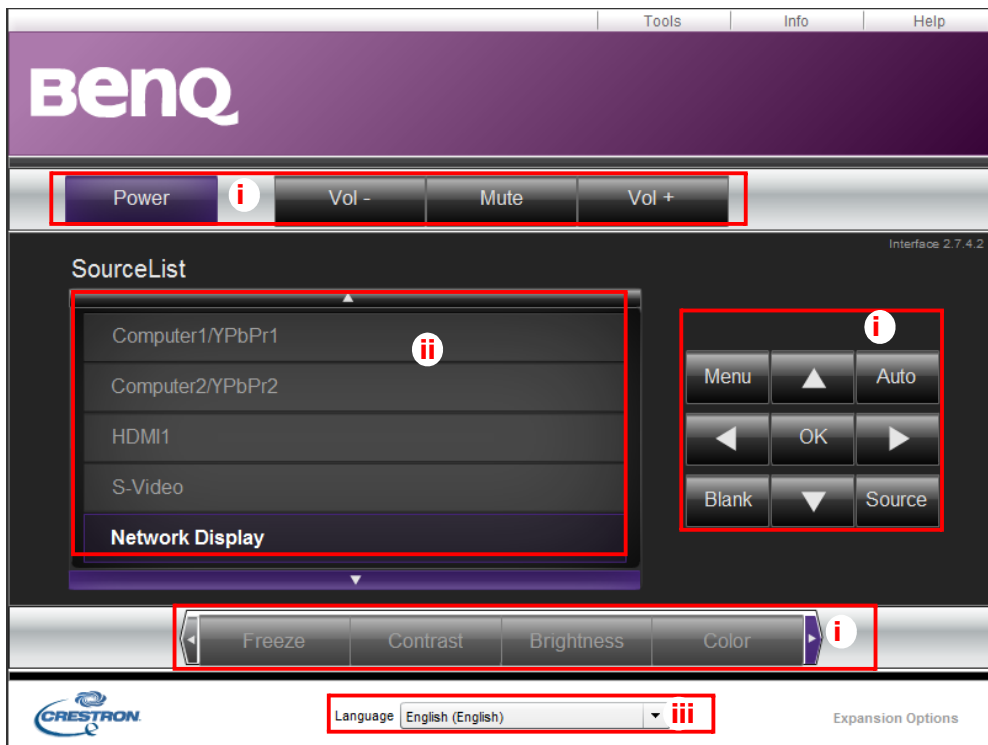 Tools Info Help
BenQ
Power i Vol - Mute Vol +
Interface 2.7.4.2
SourceList
Computer1/YPbPr1
ii
Computer2/YPbPr2
HDMI1
S-Video
Network Display
i
Menu Auto
OK
Blank Source
Freeze Contrast Brightness Color i
CRESTRON.
Language English (English) iii
Expansion Options